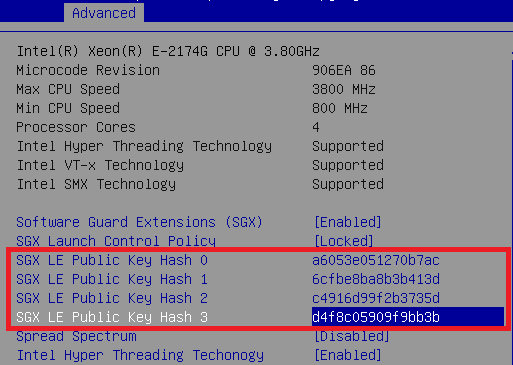 Advanced
Intel(R) Xeon(R) E-2174G CPU @ 3.80GHz
Microcode Revision 906EA 86
Max CPU Speed 3800 MHz
Min CPU Speed 800 MHz
Processor Cores 4
Intel Hyper Threading Technology Supported
Intel VT-x Technology Supported
Intel SMX Technology Supported
Software Guard Extensions (SGX) [Enabled]
SGX Launch Control Policy [Locked]
SGX LE Public Key Hash 0 a6053e051270b7ac
SGX LE Public Key Hash 1 6cfbe8ba8b3b413d
SGX LE Public Key Hash 2 c4916d99f2b3735d
SGX LE Public Key Hash 3 d4f8c05909f9bb3b
Spread Spectrum [Disabled]
Intel Hyper Threading Techonogy [Enabled]